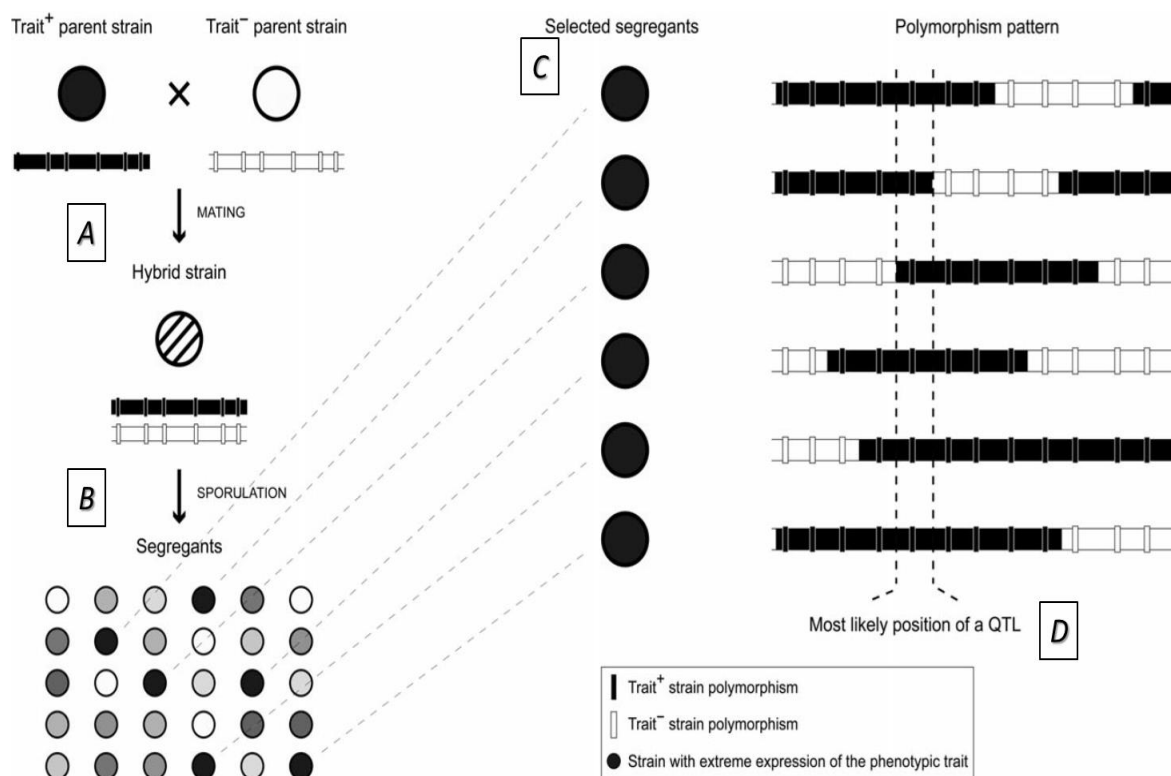 Trait+ parent strain
Trait− parent strain
A
MATING
Hybrid strain
B
SPORULATION
Segregants
C
Selected segregants
Polymorphism pattern
Most likely position of a QTL
D
Trait+ strain polymorphism
Trait− strain polymorphism
Strain with extreme expression of the phenotypic trait